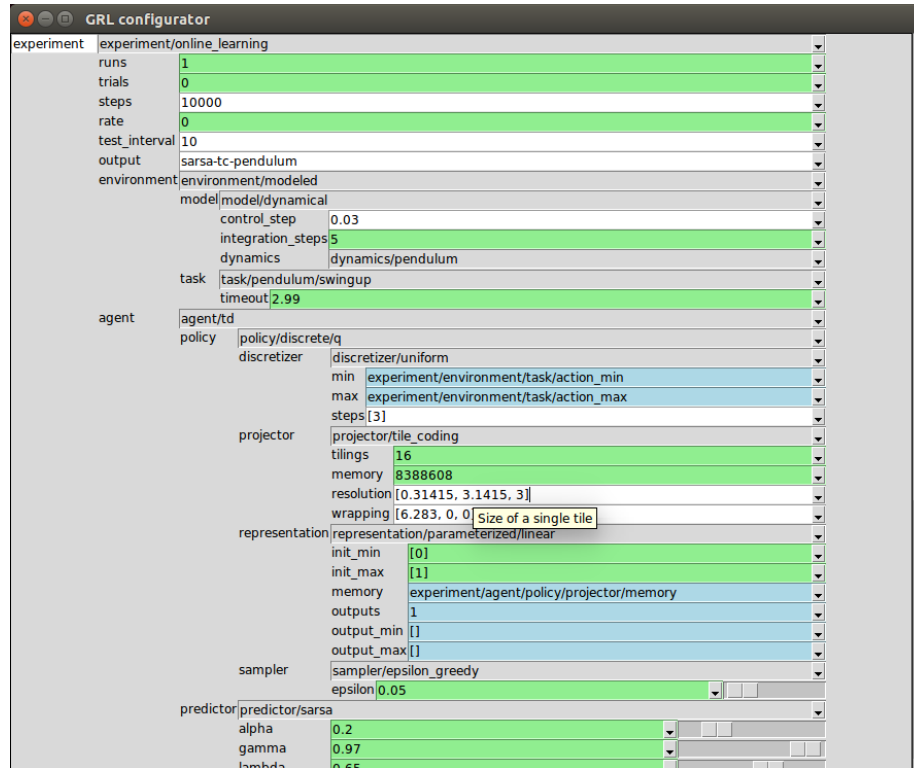 GRL configurator
experiment experiment/online_learning
runs 1
trials 0
steps 10000
rate 0
test_interval 10
output sarsa-tc-pendulum
environment environment/modeled
model model/dynamical
control_step 0.03
integration_steps 5
dynamics dynamics/pendulum
task task/pendulum/swingup
timeout 2.99
agent agent/td
policy policy/discrete/q
discretizer discretizer/uniform
min experiment/environment/task/action_min
max experiment/environment/task/action_max
steps [3]
projector projector/tile_coding
tilings 16
memory 8388608
resolution [0.31415, 3.1415, 3]
wrapping [6.283, 0, 0
Size of a single tile
representation representation/parameterized/linear
init_min [0]
init_max [1]
memory experiment/agent/policy/projector/memory
outputs 1
output_min []
output_max []
sampler sampler/epsilon_greedy
epsilon 0.05
predictor predictor/sarsa
alpha 0.2
gamma 0.97
lambda 0.65